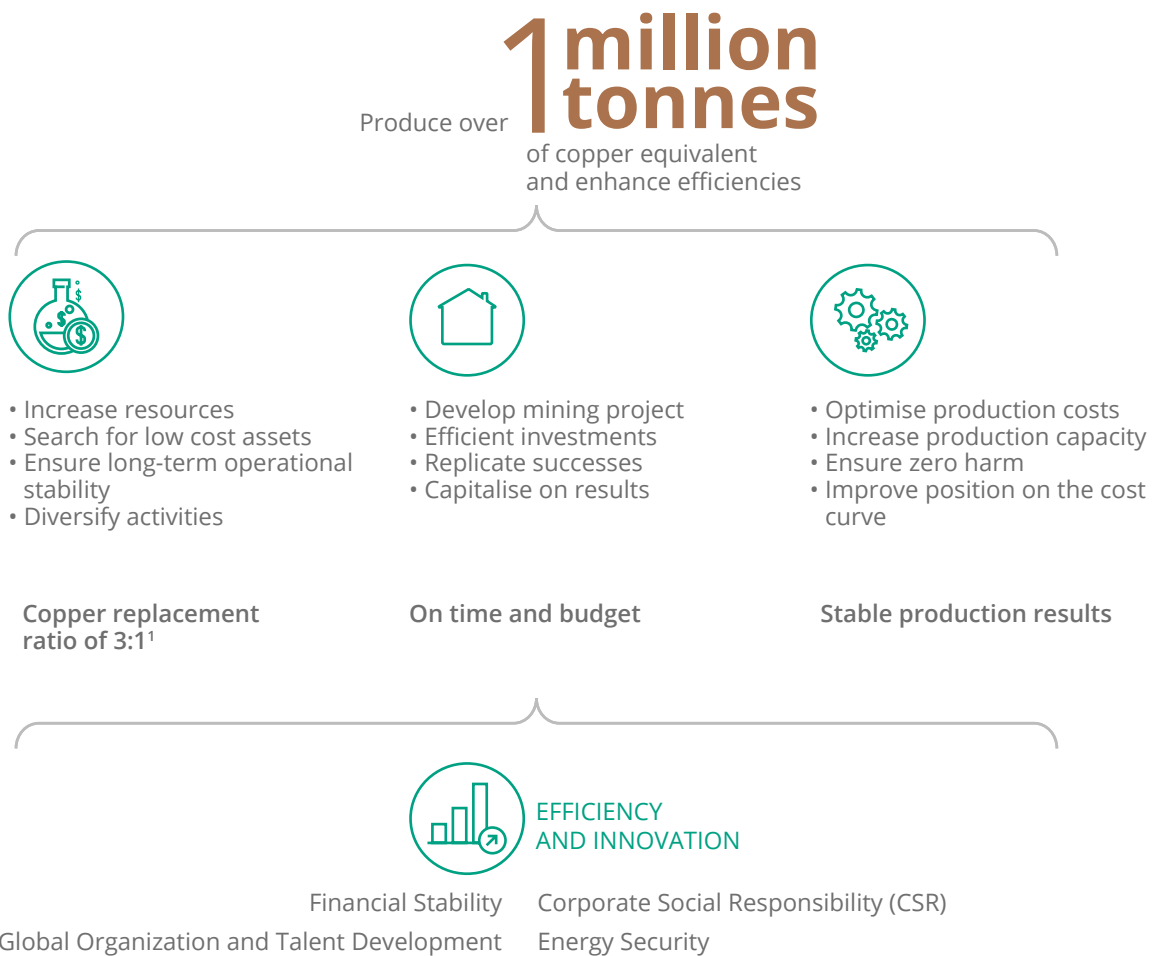 Produce over 1 million
tonnes
of copper equivalent
and enhance efficiencies
• Increase resources
• Search for low cost assets
• Ensure long-term operational
stability
• Diversify activities
• Develop mining project
• Efficient investments
• Replicate successes
• Capitalise on results
• Optimise production costs
• Increase production capacity
• Ensure zero harm
• Improve position on the cost
curve
Copper replacement
ratio of 3:1¹
On time and budget
Stable production results
EFFICIENCY
AND INNOVATION
Financial Stability
Corporate Social Responsibility (CSR)
Global Organization and Talent Development
Energy Security